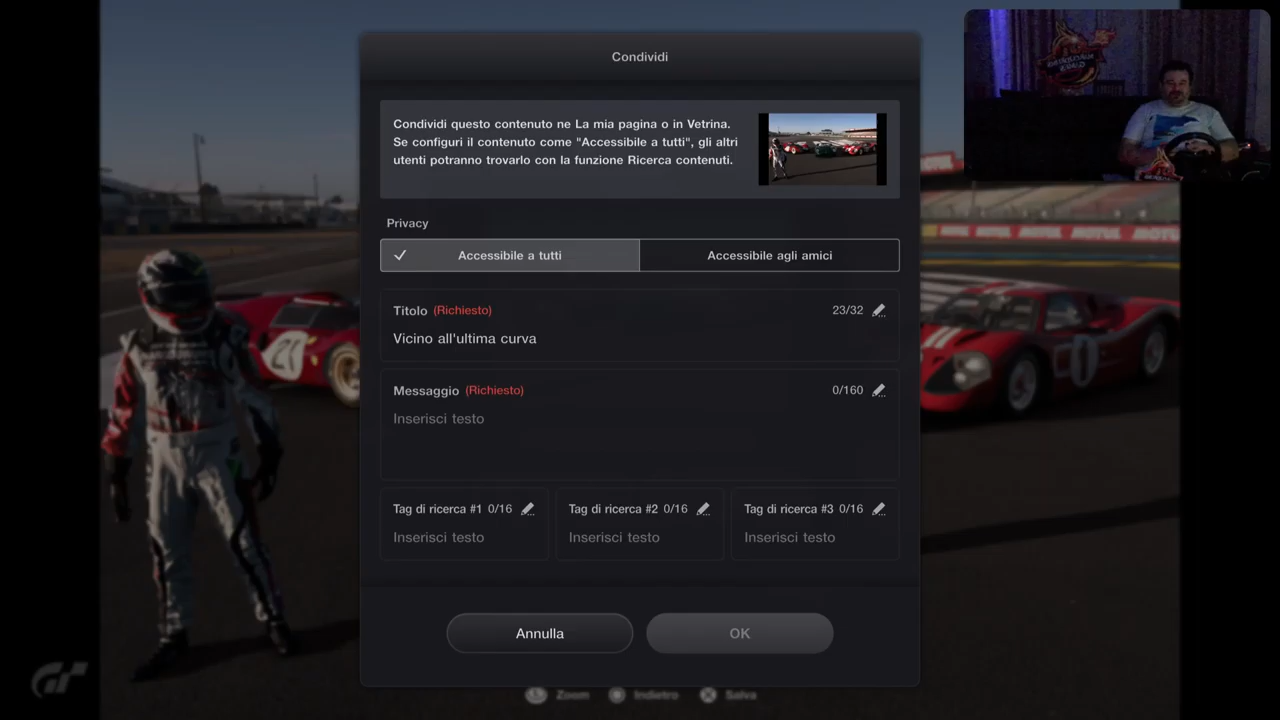 Condividi
Condividi questo contenuto ne La mia pagina o in Vetrina.
Se configuri il contenuto come "Accessibile a tutti", gli altri
utenti potranno trovarlo con la funzione Ricerca contenuti.
Privacy
Accessibile a tutti
Accessibile agli amici
Titolo (Richiesto) 23/32
Vicino all'ultima curva
Messaggio (Richiesto) 0/160
Inserisci testo
Tag di ricerca #1 0/16
Inserisci testo
Tag di ricerca #2 0/16
Inserisci testo
Tag di ricerca #3 0/16
Inserisci testo
Annulla
OK
Zoom
Indietro
Salva
MOTUL MOTUL MOTUL
1